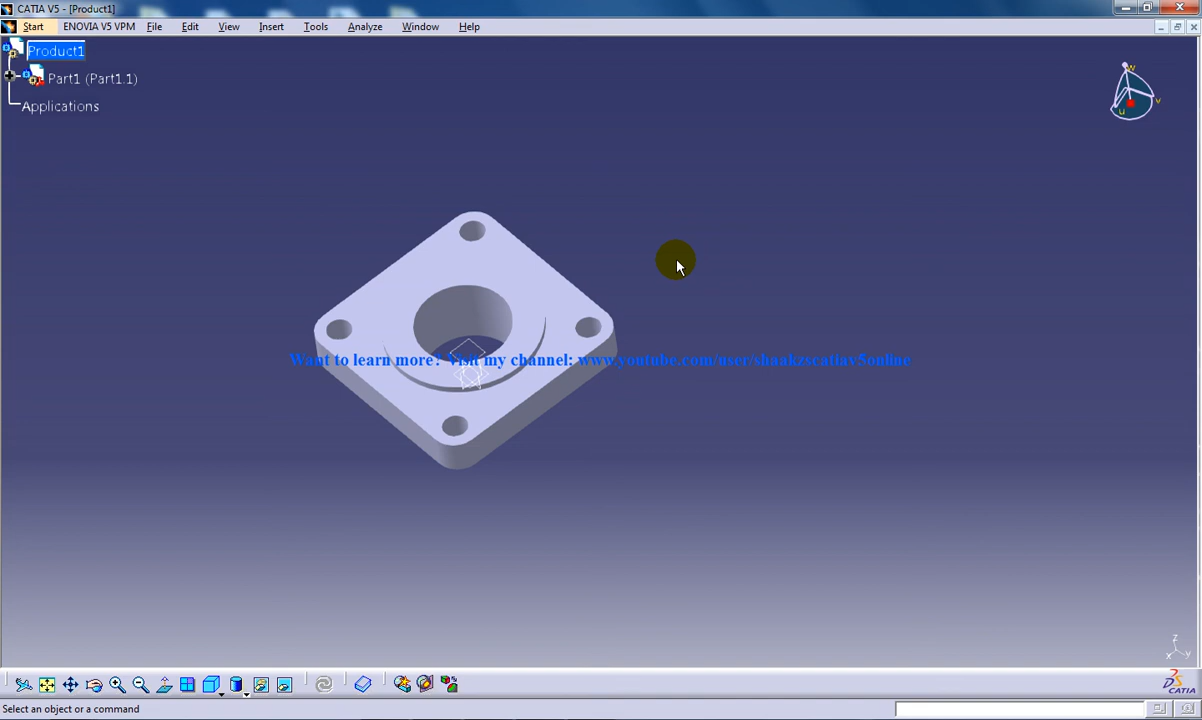 CATIA V5 - [Product1]
Start ENOVIA V5 VPM File Edit View Insert Tools Analyze Window Help
Product1
Part1 (Part1.1)
Applications
w
v
u
Want to learn more? Visit my channel: www.youtube.com/user/shaakzscattav5online
z
x y
CATIA
Select an object or a command